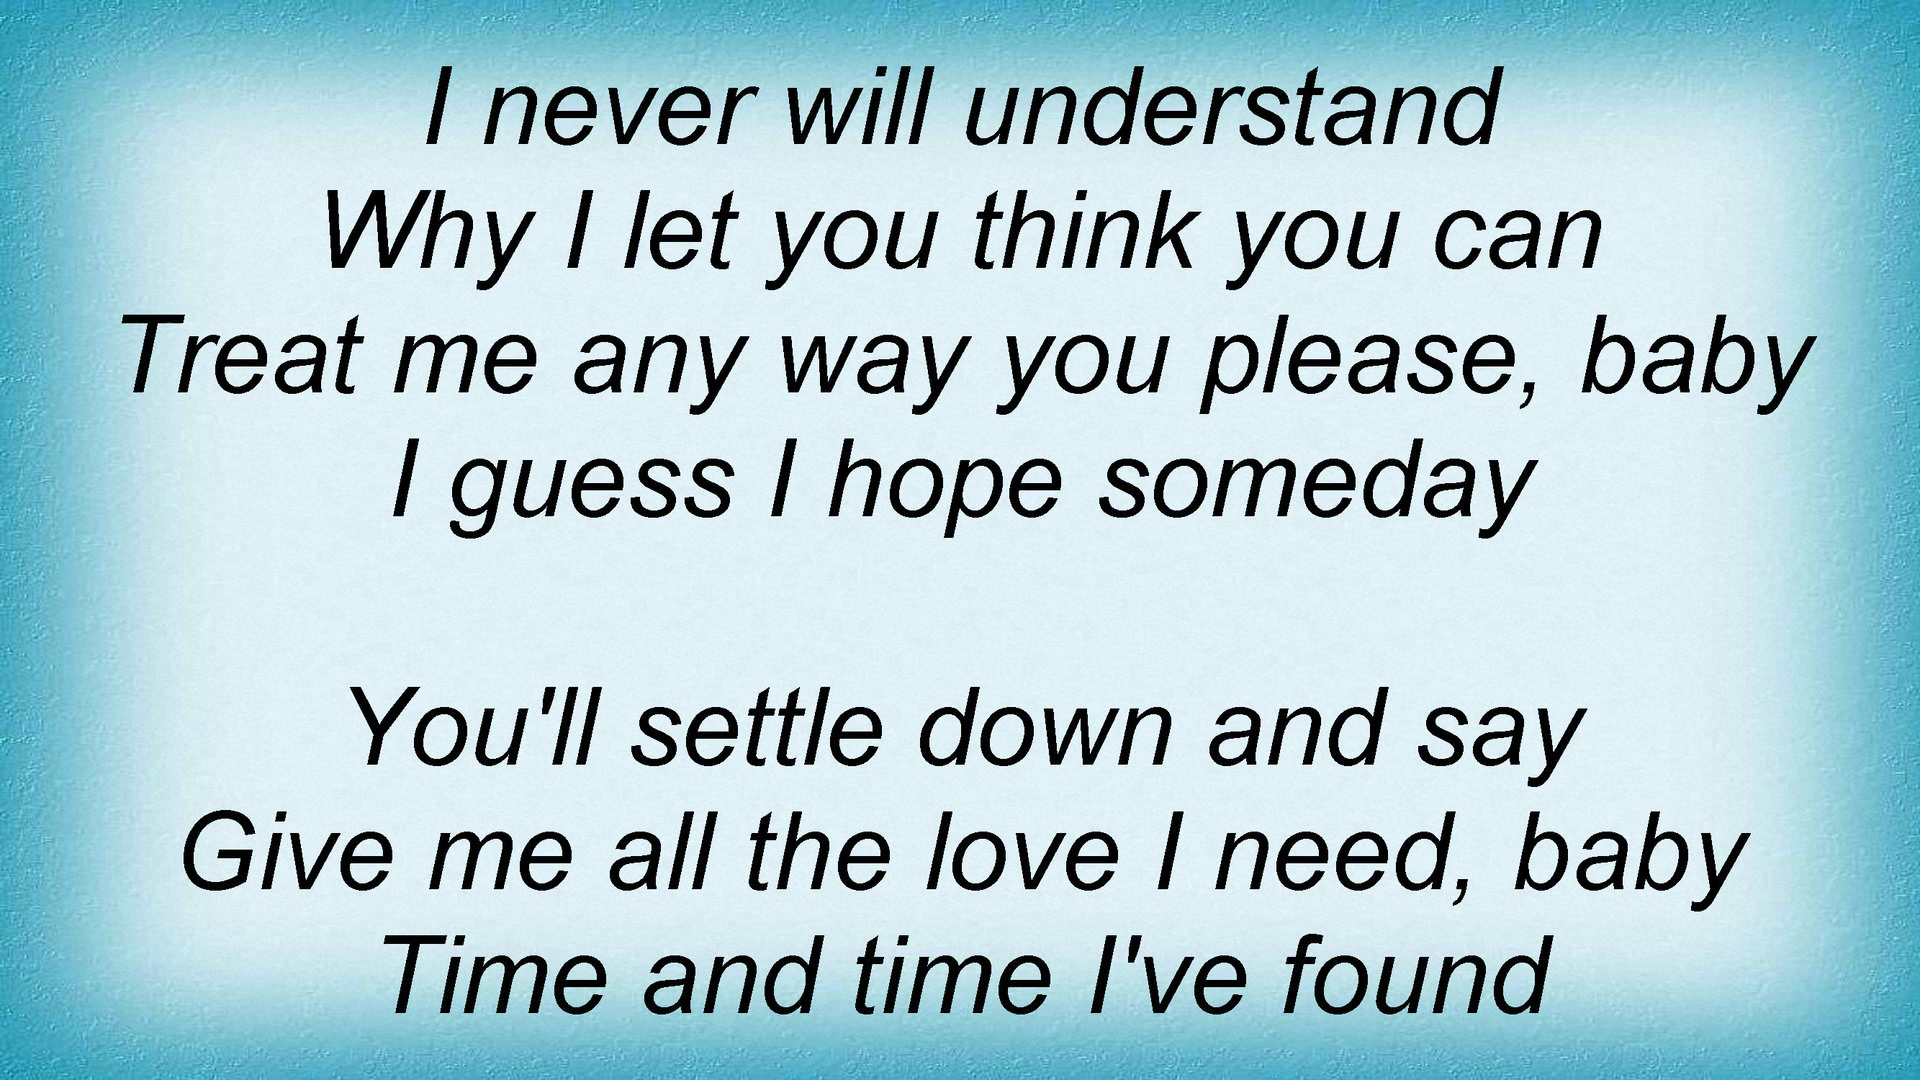 I never will understand
Why I let you think you can
Treat me any way you please, baby
I guess I hope someday
You'll settle down and say
Give me all the love I need, baby
Time and time I've found